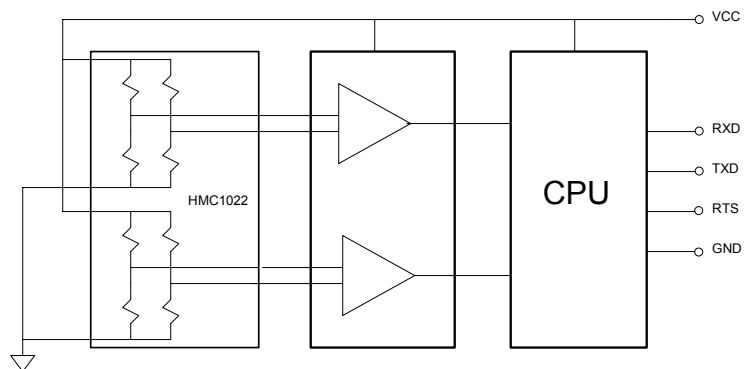 VCC
RXD
HMC1022
CPU
TXD
RTS
GND